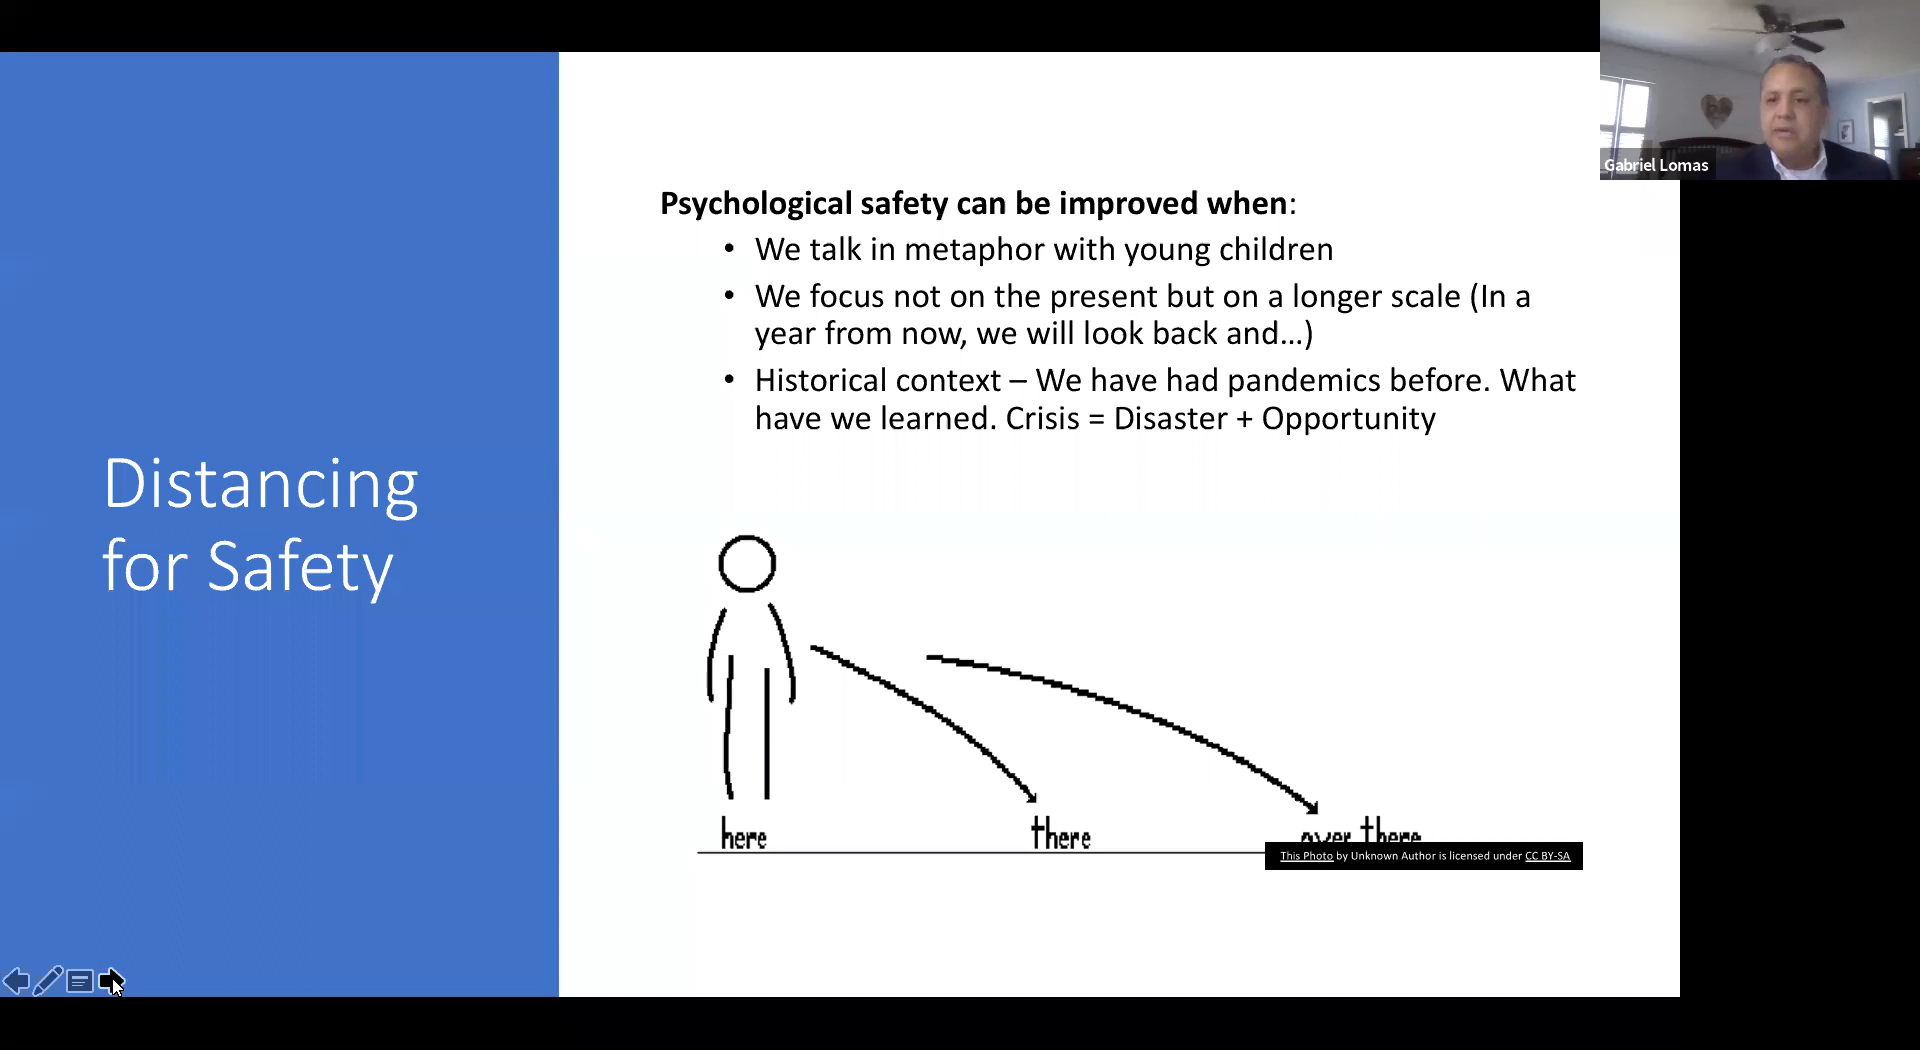 Gabriel Lomas
Distancing
for Safety
Psychological safety can be improved when:
• We talk in metaphor with young children
• We focus not on the present but on a longer scale (In a
year from now, we will look back and...)
• Historical context – We have had pandemics before. What
have we learned. Crisis = Disaster + Opportunity
here
there
over there
This Photo by Unknown Author is licensed under CC BY-SA